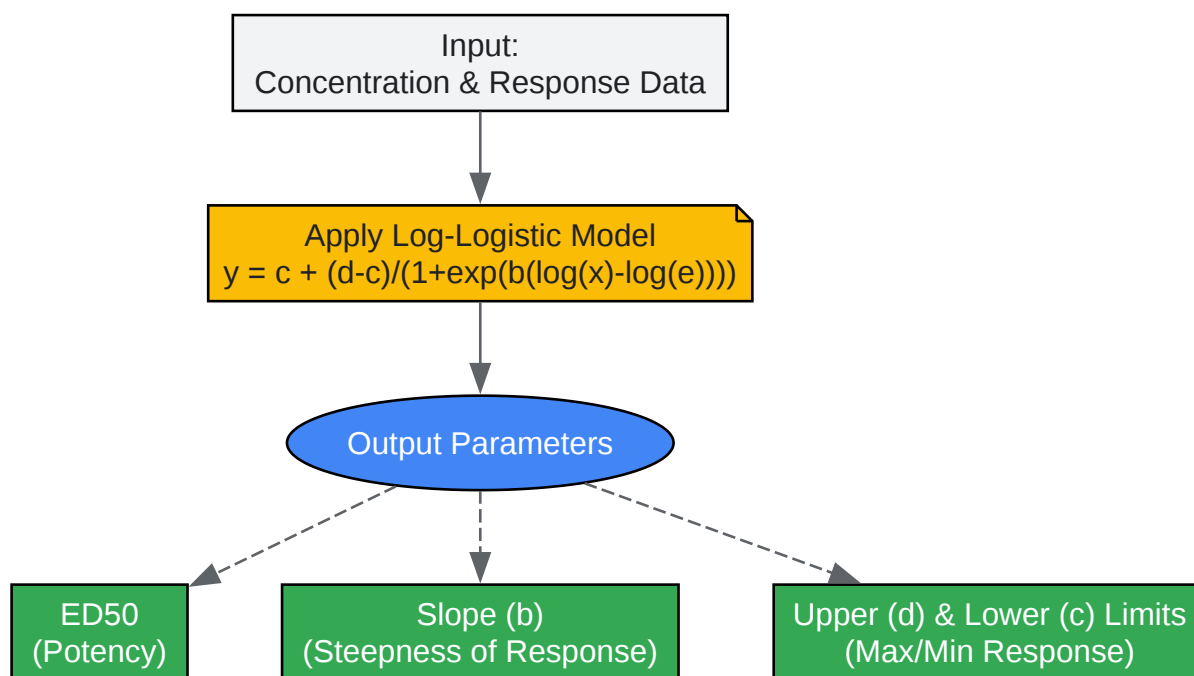 Input:
Concentration & Response Data
Apply Log-Logistic Model
y = c + (d-c)/(1+exp(b(log(x)-log(e))))
Output Parameters
ED50
(Potency)
Slope (b)
(Steepness of Response)
Upper (d) & Lower (c) Limits
(Max/Min Response)